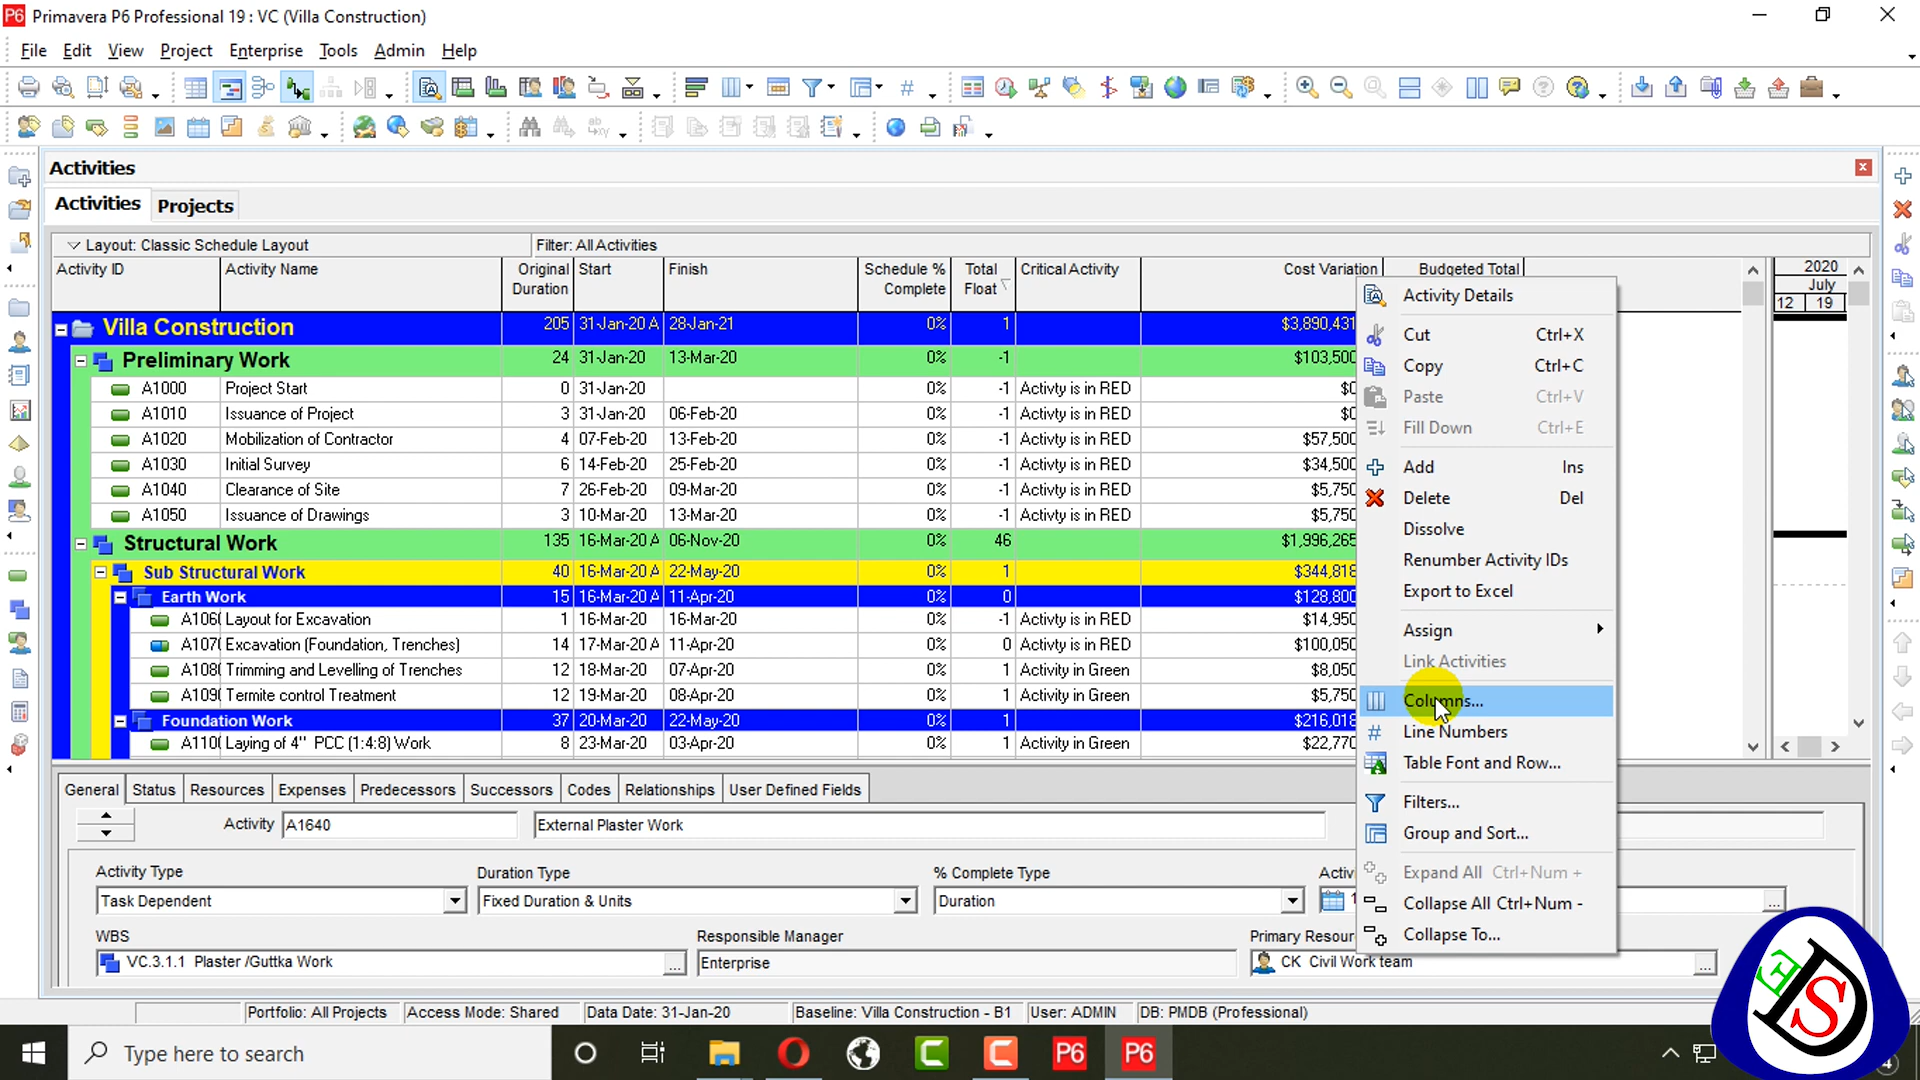 Primavera P6 Professional 19 : VC (Villa Construction)
File Edit View Project Enterprise Tools Admin Help
Activities
Activities Projects
Layout: Classic Schedule Layout Filter: All Activities
Activity ID Activity Name Original Duration Start Finish Schedule % Complete Total Float Critical Activity Cost Variation Budgeted Total
2020
July
12 19
Villa Construction 205 31-Jan-20 A 28-Jan-21 0% 1 $3,890,431
Preliminary Work 24 31-Jan-20 13-Mar-20 0% -1 $103,500
A1000 Project Start 0 31-Jan-20 0% -1 Activty is in RED $0
A1010 Issuance of Project 3 31-Jan-20 06-Feb-20 0% -1 Activty is in RED $0
A1020 Mobilization of Contractor 4 07-Feb-20 13-Feb-20 0% -1 Activty is in RED $57,500
A1030 Initial Survey 6 14-Feb-20 25-Feb-20 0% -1 Activty is in RED $34,500
A1040 Clearance of Site 7 26-Feb-20 09-Mar-20 0% -1 Activty is in RED $5,750
A1050 Issuance of Drawings 3 10-Mar-20 13-Mar-20 0% -1 Activty is in RED $5,750
Structural Work 135 16-Mar-20 A 06-Nov-20 0% 46 $1,996,265
Sub Structural Work 40 16-Mar-20 A 22-May-20 0% 1 $344,818
Earth Work 15 16-Mar-20 A 11-Apr-20 0% 0 $128,800
A106 Layout for Excavation 1 16-Mar-20 16-Mar-20 0% -1 Activty is in RED $14,950
A107 Excavation (Foundation, Trenches) 14 17-Mar-20 A 11-Apr-20 0% 0 Activty is in RED $100,050
A108 Trimming and Levelling of Trenches 12 18-Mar-20 07-Apr-20 0% 1 Activity in Green $8,050
A109 Termite control Treatment 12 19-Mar-20 08-Apr-20 0% 1 Activity in Green $5,750
Foundation Work 37 20-Mar-20 22-May-20 0% 1 $216,018
A110 Laying of 4" PCC (1:4:8) Work 8 23-Mar-20 03-Apr-20 0% 1 Activity in Green $22,770
Activity Details
Cut Ctrl+X
Copy Ctrl+C
Paste Ctrl+V
Fill Down Ctrl+E
Add Ins
Delete Del
Dissolve
Renumber Activity IDs
Export to Excel
Assign
Link Activities
Columns...
Line Numbers
Table Font and Row...
Filters...
Group and Sort...
Expand All Ctrl+Num +
Collapse All Ctrl+Num -
Collapse To...
General Status Resources Expenses Predecessors Successors Codes Relationships User Defined Fields
Activity A1640 External Plaster Work
Activity Type Duration Type % Complete Type Activi
Task Dependent Fixed Duration & Units Duration 1
WBS Responsible Manager Primary Resour
VC.3.1.1 Plaster /Guttka Work Enterprise CK Civil Work team
Portfolio: All Projects Access Mode: Shared Data Date: 31-Jan-20 Baseline: Villa Construction - B1 User: ADMIN DB: PMDB (Professional)
Type here to search
P6 P6